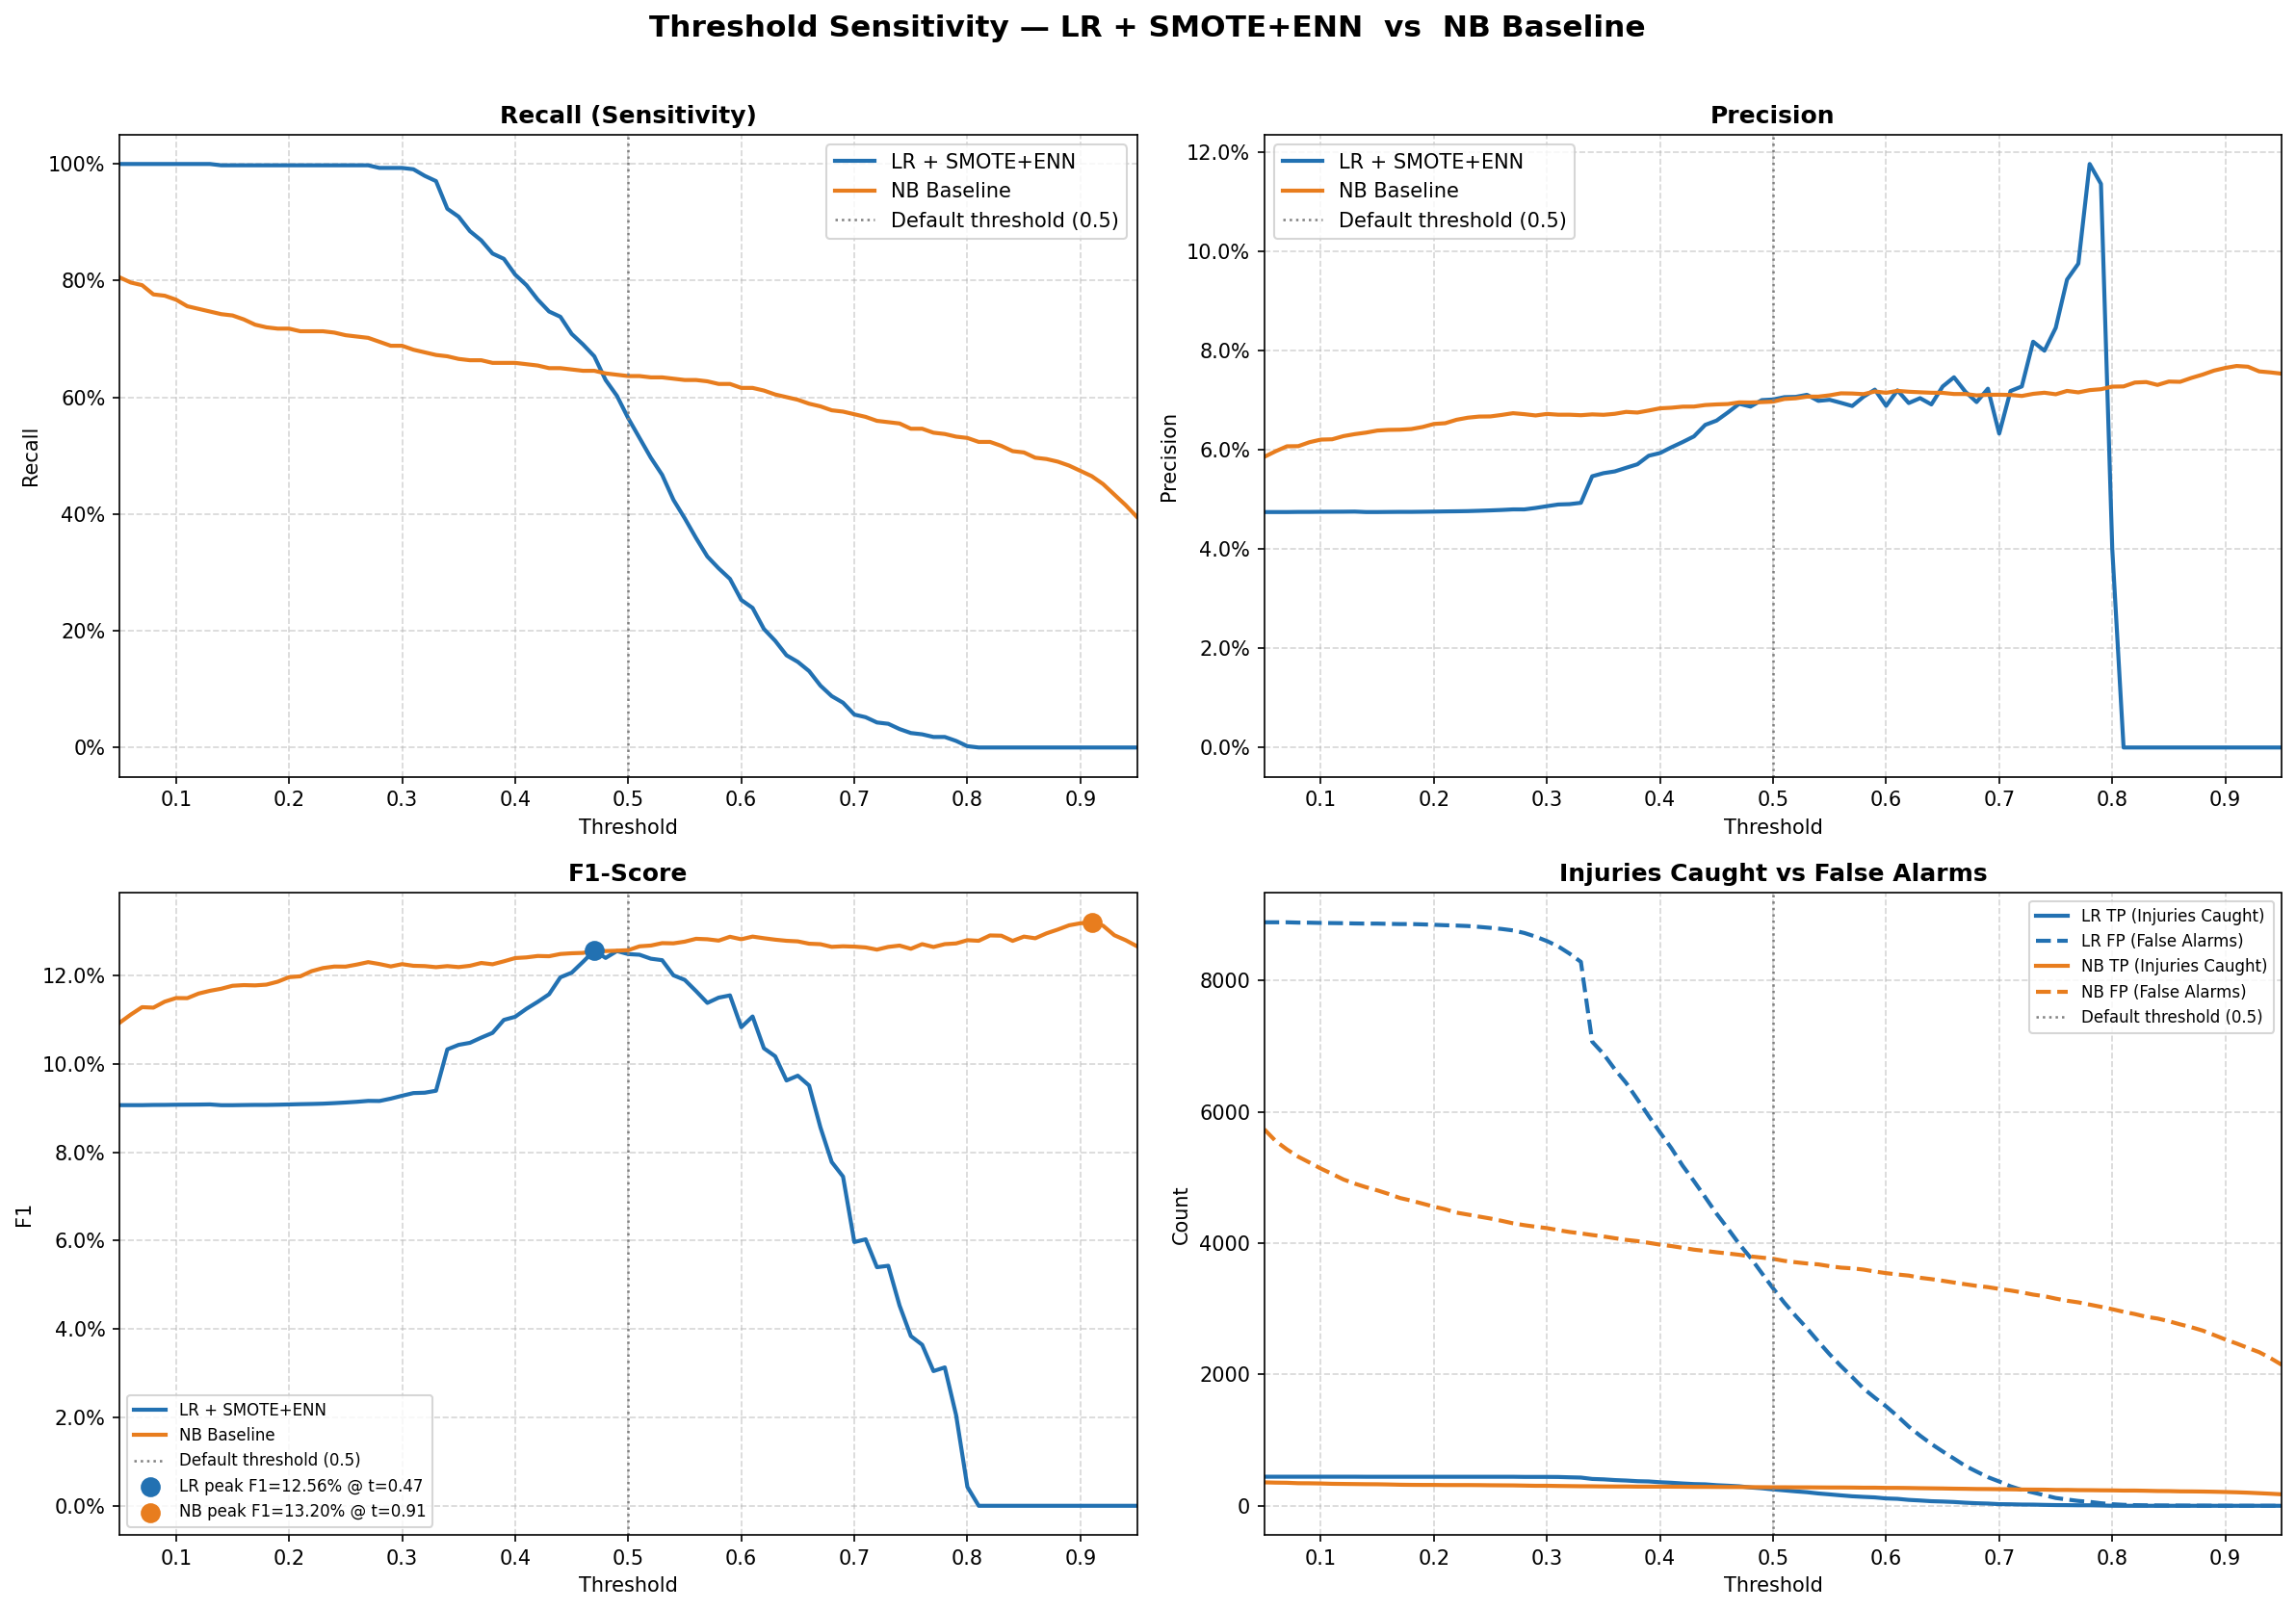 Threshold Sensitivity — LR + SMOTE+ENN  vs  NB Baseline
Recall (Sensitivity)
100%
80%
60%
40%
20%
0%
Recall
LR + SMOTE+ENN
NB Baseline
Default threshold (0.5)
0.1 0.2 0.3 0.4 0.5 0.6 0.7 0.8 0.9
Threshold
Precision
12.0%
10.0%
8.0%
6.0%
4.0%
2.0%
0.0%
Precision
LR + SMOTE+ENN
NB Baseline
Default threshold (0.5)
0.1 0.2 0.3 0.4 0.5 0.6 0.7 0.8 0.9
Threshold
F1-Score
12.0%
10.0%
8.0%
6.0%
4.0%
2.0%
0.0%
F1
LR + SMOTE+ENN
NB Baseline
Default threshold (0.5)
LR peak F1=12.56% @ t=0.47
NB peak F1=13.20% @ t=0.91
0.1 0.2 0.3 0.4 0.5 0.6 0.7 0.8 0.9
Threshold
Injuries Caught vs False Alarms
8000
6000
4000
2000
0
Count
LR TP (Injuries Caught)
LR FP (False Alarms)
NB TP (Injuries Caught)
NB FP (False Alarms)
Default threshold (0.5)
0.1 0.2 0.3 0.4 0.5 0.6 0.7 0.8 0.9
Threshold